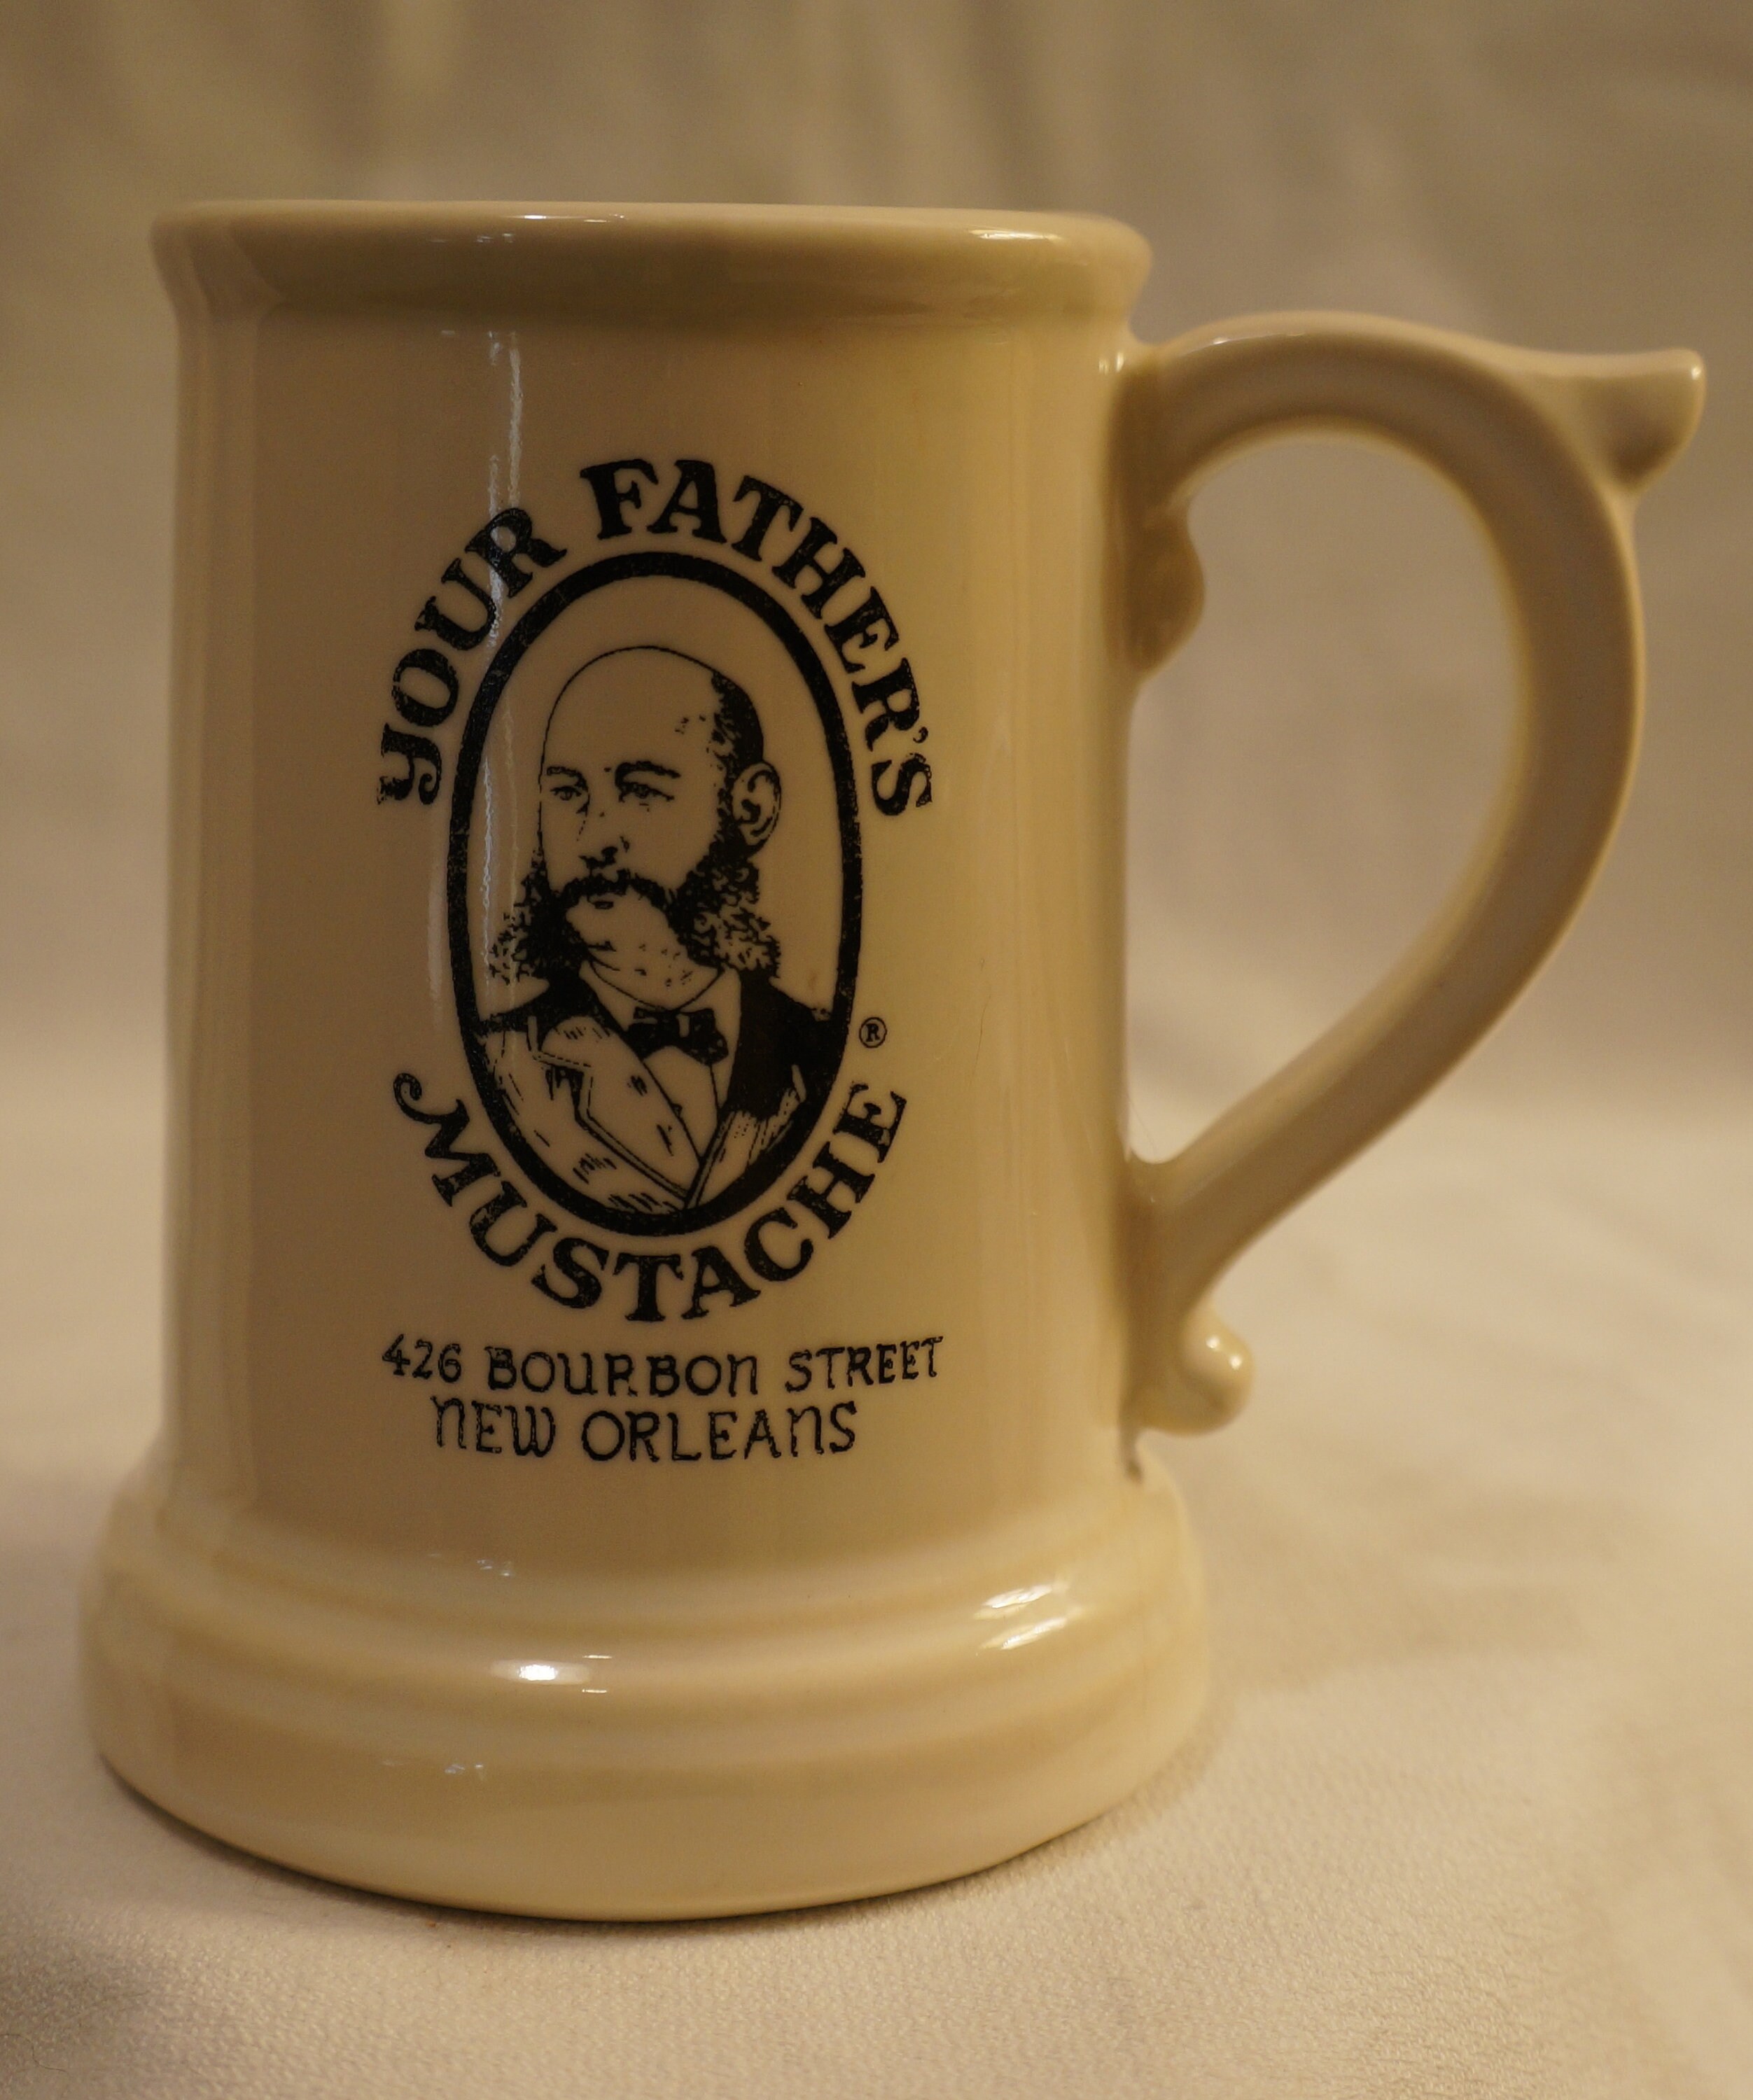 YOUR FATHER'S
®
MUSTACHE
426 BOURBON STREET
NEW ORLEANS